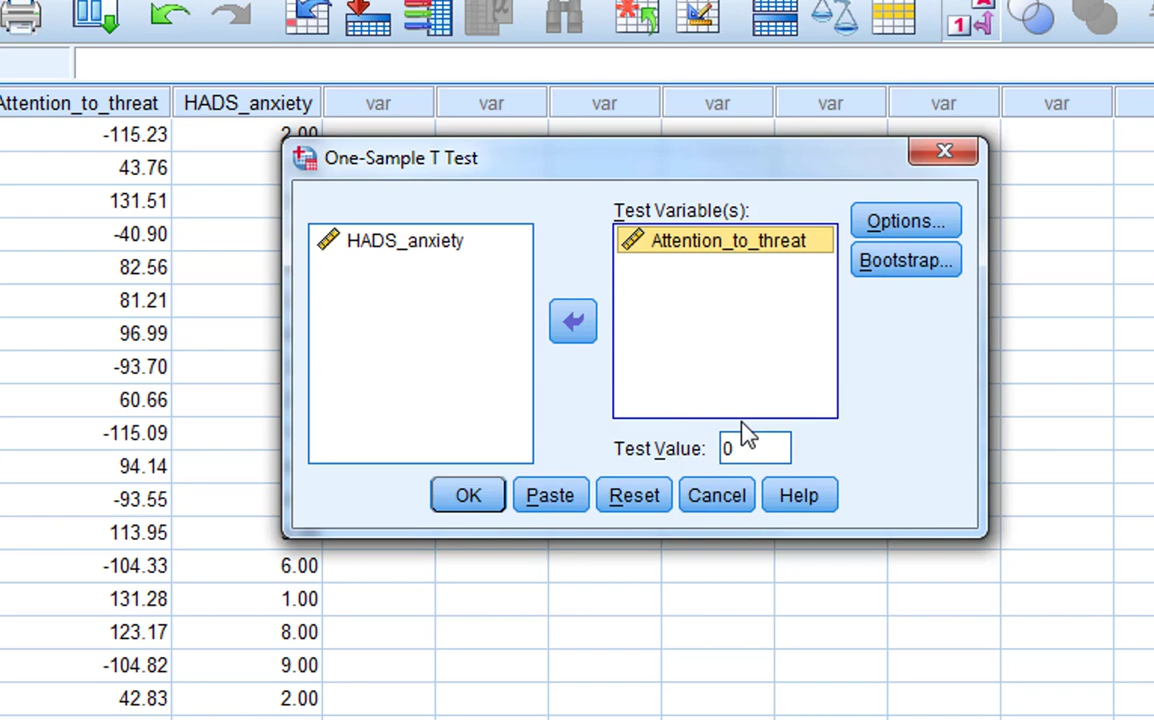 Attention_to_threat HADS_anxiety var var var var var var var
-115.23 2.00
43.76
131.51
-40.90
82.56
81.21
96.99
-93.70
60.66
-115.09
94.14
-93.55
113.95
-104.33 6.00
131.28 1.00
123.17 8.00
-104.82 9.00
42.83 2.00
One-Sample T Test
Test Variable(s):
HADS_anxiety
Attention_to_threat
Options...
Bootstrap...
Test Value: 0
OK Paste Reset Cancel Help